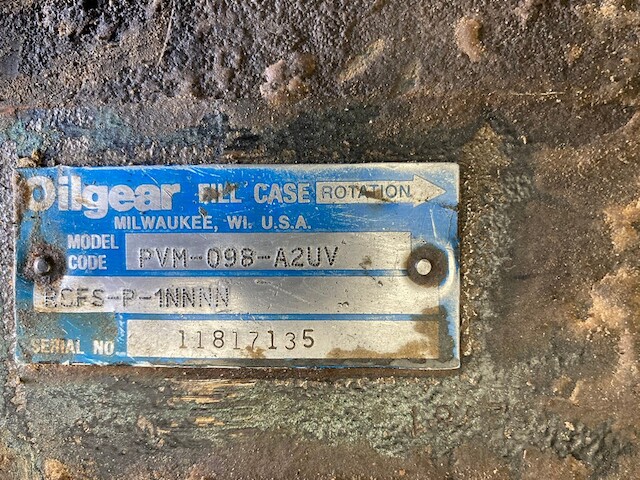 Oilgear FILL CASE ROTATION
MILWAUKEE, WI. U.S.A.
MODEL CODE PVM-098-A2UV
RCFS-P-1NNNN
SERIAL NO 11817135